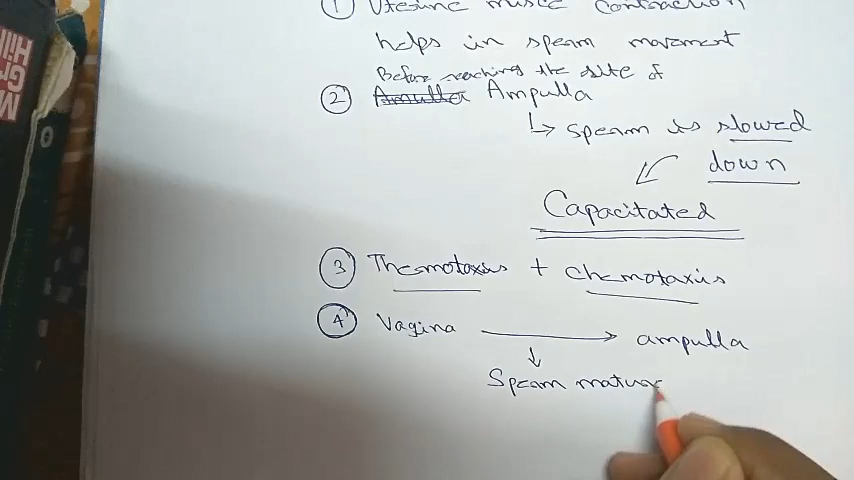 ① Uterine muscle contraction
helps in sperm movement
Before reaching the site of
② Ampulla
↳ sperm is slowed
down
Capacitated
③ Thermotaxis + chemotaxis
④ Vagina → ampulla
↓
Sperm matur